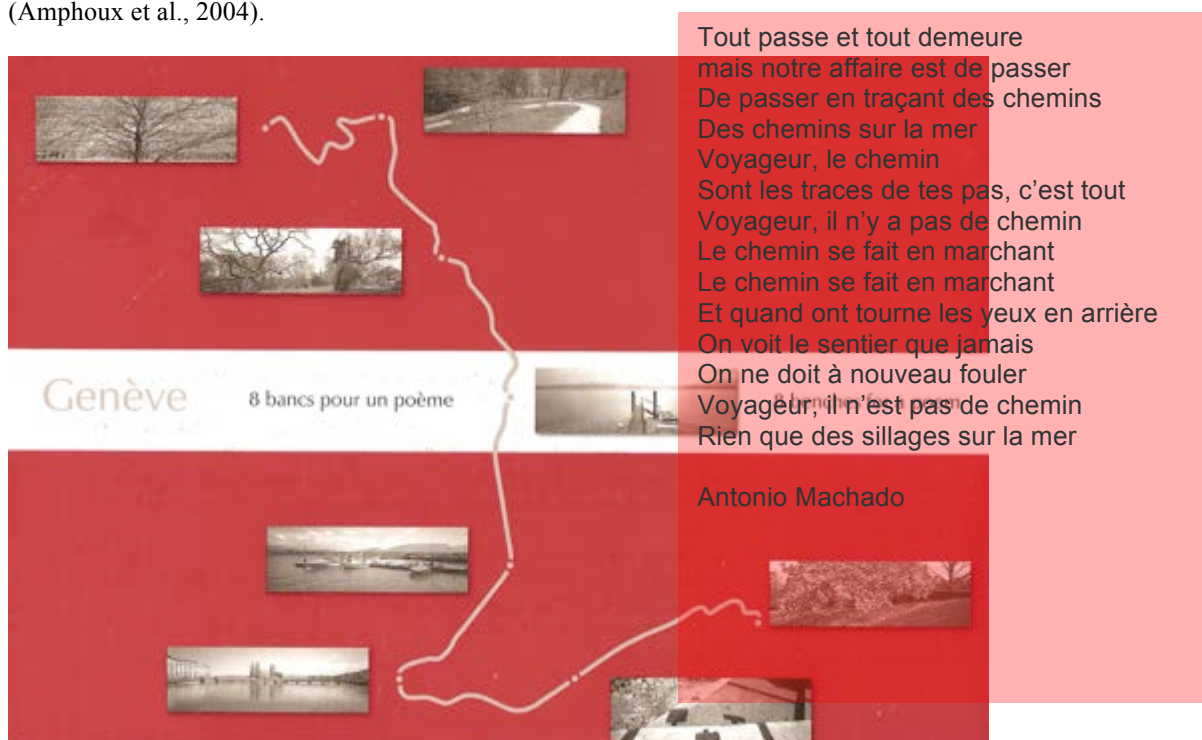 (Amphoux et al., 2004).
Tout passe et tout demeure
mais notre affaire est de passer
De passer en traçant des chemins
Des chemins sur la mer
Voyageur, le chemin
Sont les traces de tes pas, c’est tout
Voyageur, il n’y a pas de chemin
Le chemin se fait en marchant
Le chemin se fait en marchant
Et quand ont tourne les yeux en arrière
On voit le sentier que jamais
On ne doit à nouveau fouler
Voyageur, il n’est pas de chemin
Rien que des sillages sur la mer
Antonio Machado
Genève
8 bancs pour un poème
8 benches for a poem